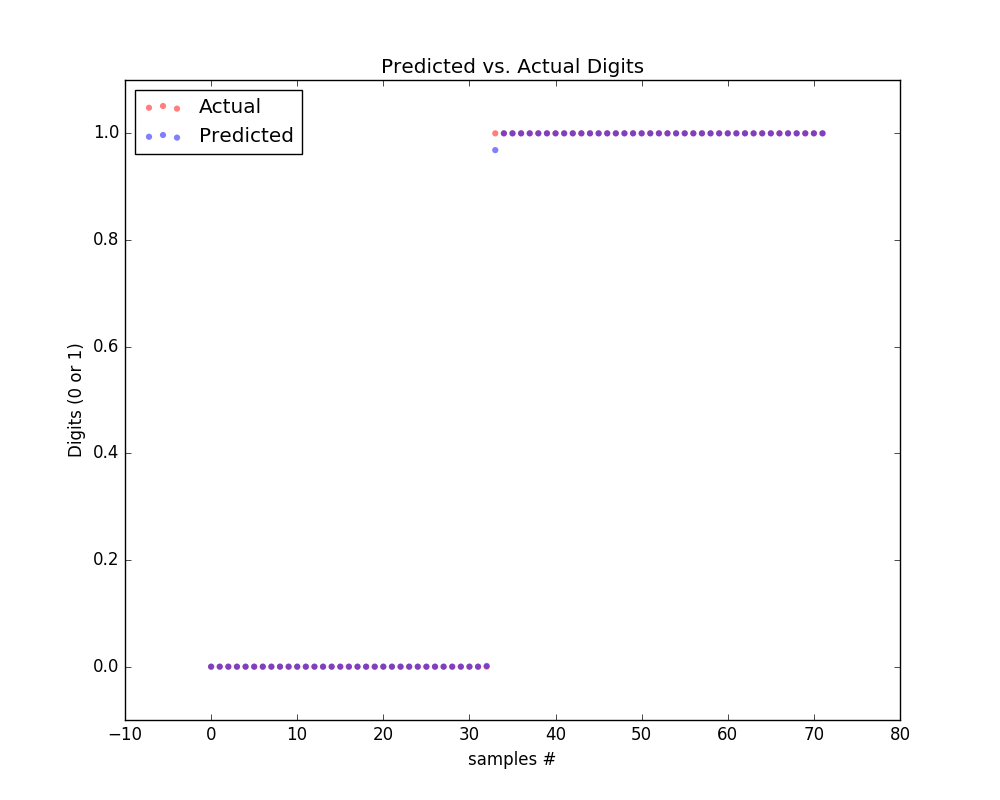 Predicted vs. Actual Digits
Actual
Predicted
1.0
0.8
0.6
0.4
0.2
0.0
Digits (0 or 1)
−10 0 10 20 30 40 50 60 70 80
samples #